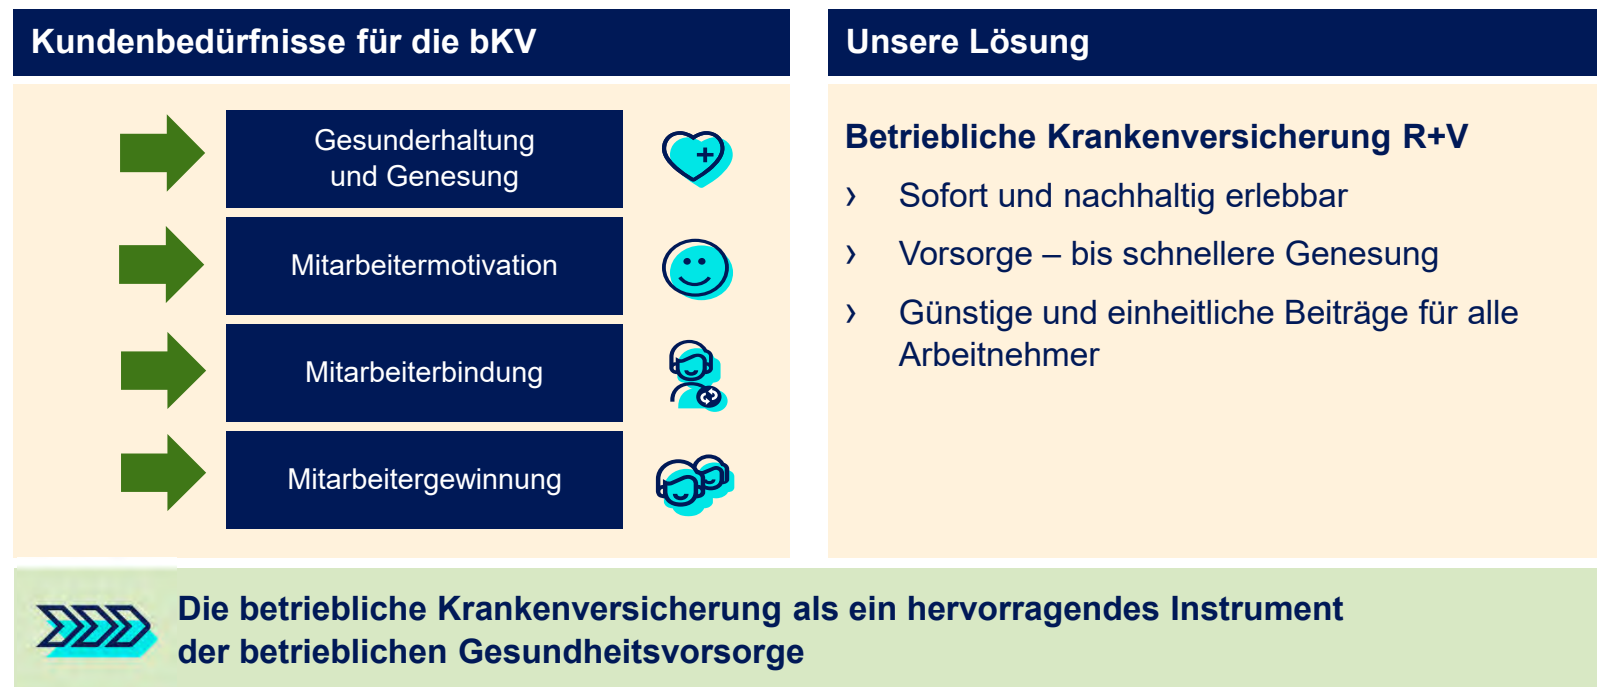 Kundenbedürfnisse für die bKV
Gesunderhaltung
und Genesung
Mitarbeitermotivation
Mitarbeiterbindung
Mitarbeitergewinnung
Unsere Lösung
Betriebliche Krankenversicherung R+V
› Sofort und nachhaltig erlebbar
› Vorsorge – bis schnellere Genesung
› Günstige und einheitliche Beiträge für alle
Arbeitnehmer
Die betriebliche Krankenversicherung als ein hervorragendes Instrument
der betrieblichen Gesundheitsvorsorge